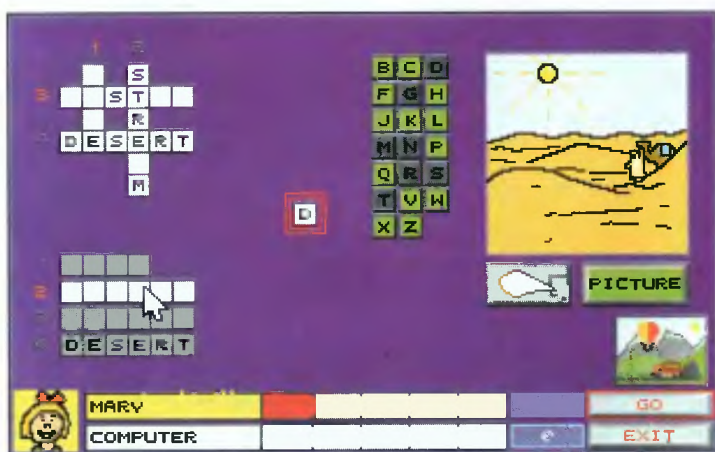 S
S T
R
D E S E R T
M
B C D
F G H
J K L
M N P
Q R S
T V W
X Z
D
PICTURE
D E S E R T
MARY
GO
COMPUTER
EXIT